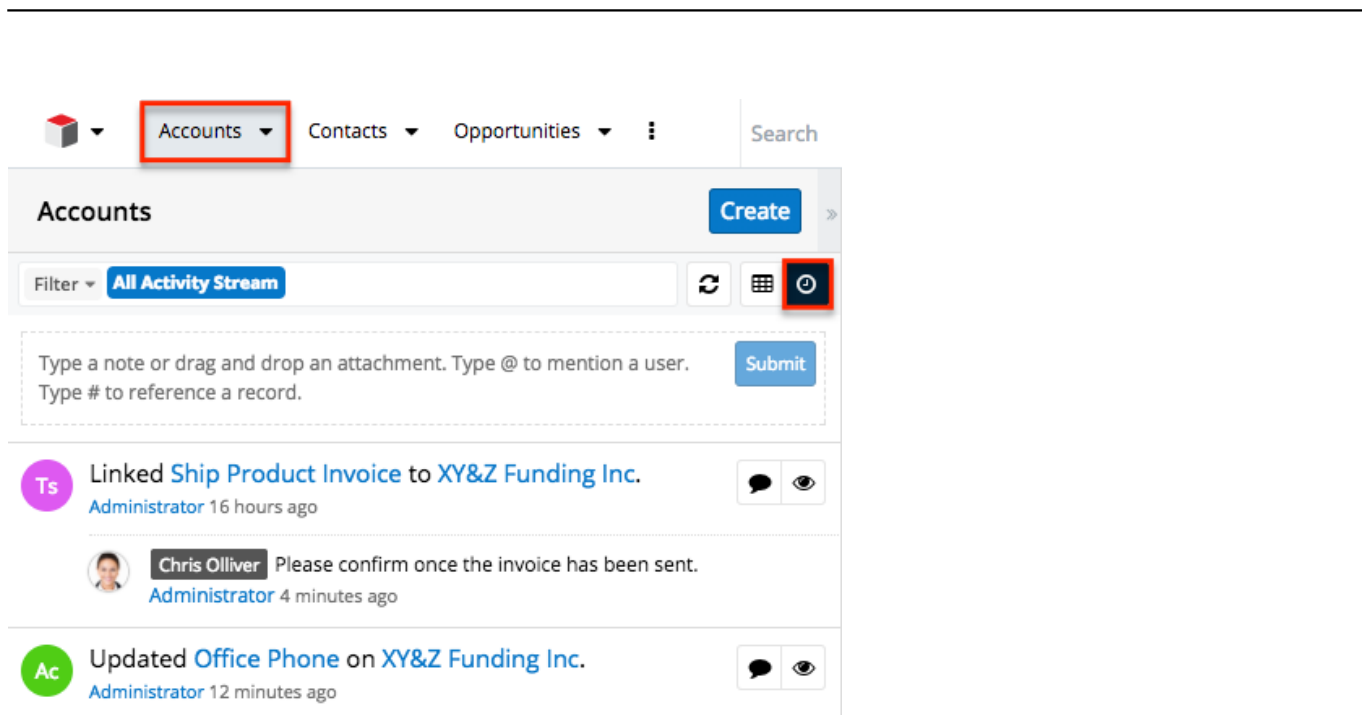 Accounts Contacts Opportunities Search
Accounts Create »
Filter All Activity Stream
Type a note or drag and drop an attachment. Type @ to mention a user. Submit
Type # to reference a record.
Ts Linked Ship Product Invoice to XY&Z Funding Inc.
Administrator 16 hours ago
Chris Olliver Please confirm once the invoice has been sent.
Administrator 4 minutes ago
Ac Updated Office Phone on XY&Z Funding Inc.
Administrator 12 minutes ago